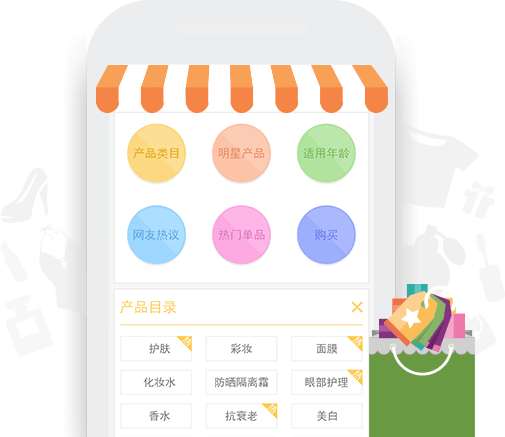 产品类目 明星产品 适用年龄
网友热议 热门单品 购买
产品目录
护肤 彩妆 面膜
化妆水 防晒隔离霜 眼部护理
香水 抗衰老 美白